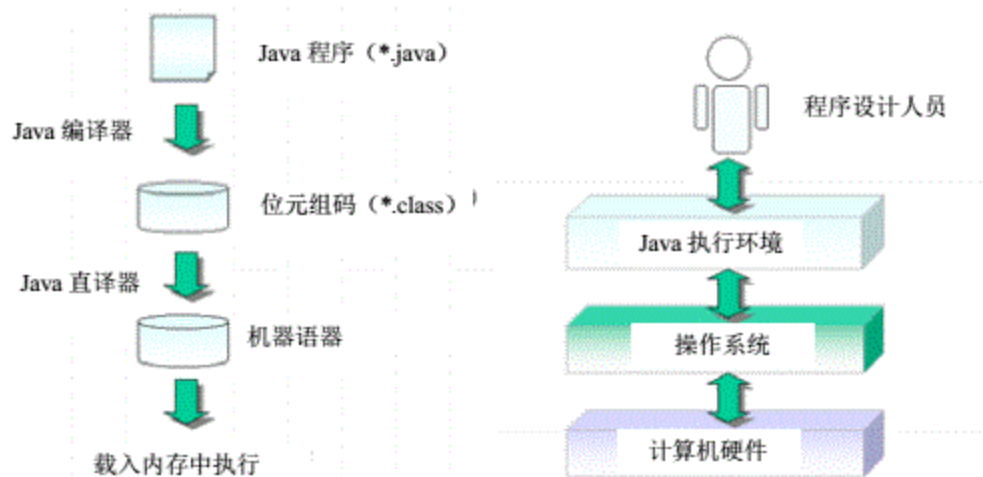 Java 程序（*.java）
Java 编译器
位元组码（*.class）
Java 直译器
机器语器
载入内存中执行
程序设计人员
Java 执行环境
操作系统
计算机硬件